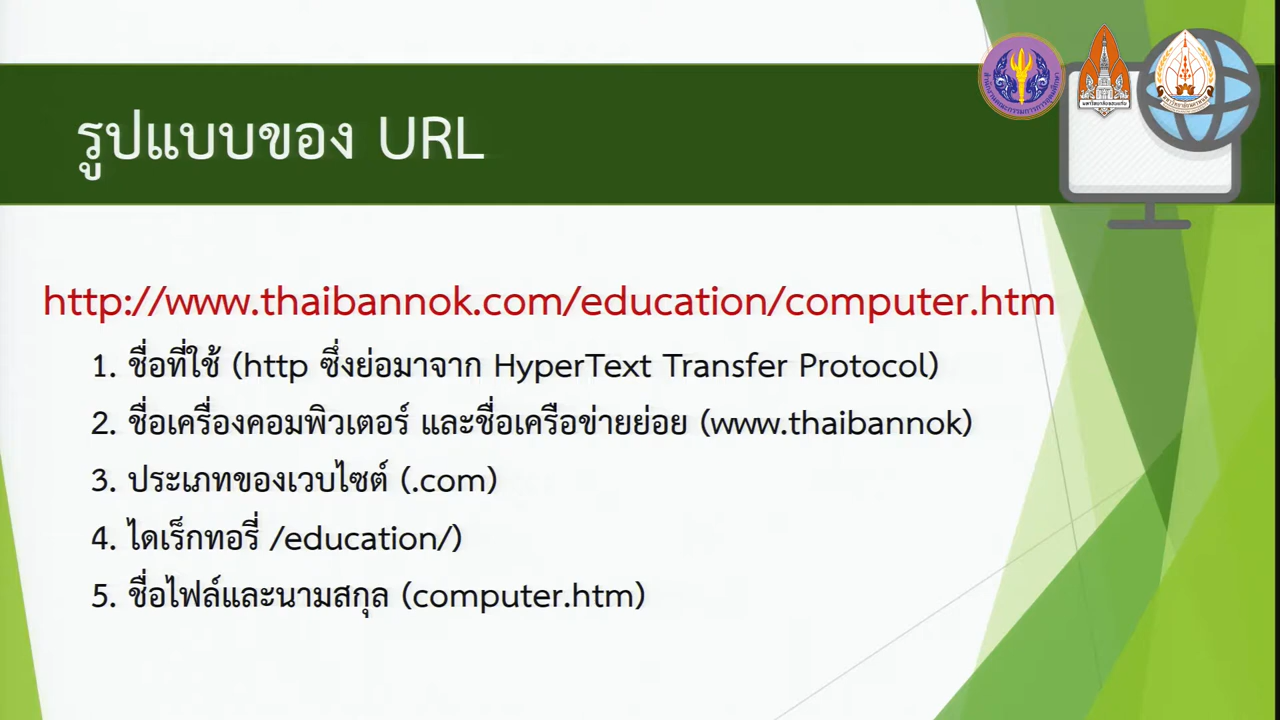 รูปแบบของ URL
http://www.thaibannok.com/education/computer.htm
1. ชื่อที่ใช้ (http ซึ่งย่อมาจาก HyperText Transfer Protocol)
2. ชื่อเครื่องคอมพิวเตอร์ และชื่อเครือข่ายย่อย (www.thaibannok)
3. ประเภทของเวบไซต์ (.com)
4. ไดเร็กทอรี่ /education/)
5. ชื่อไฟล์และนามสกุล (computer.htm)